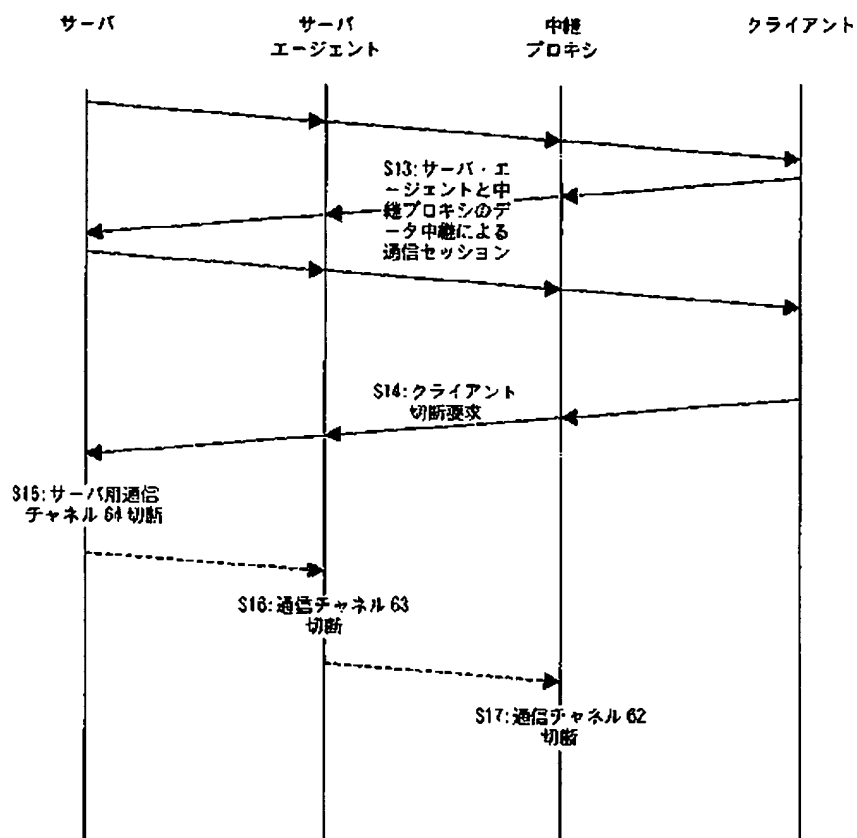 サーバ
サーバ
エージェント
中継
プロキシ
クライアント
S13:サーバ・エ
ージェントと中
継プロキシのデ
ータ中継による
通信セッション
S14:クライアント
切断要求
S15:サーバ用通信
チャネル 64 切断
S16:通信チャネル 63
切断
S17:通信チャネル 62
切断